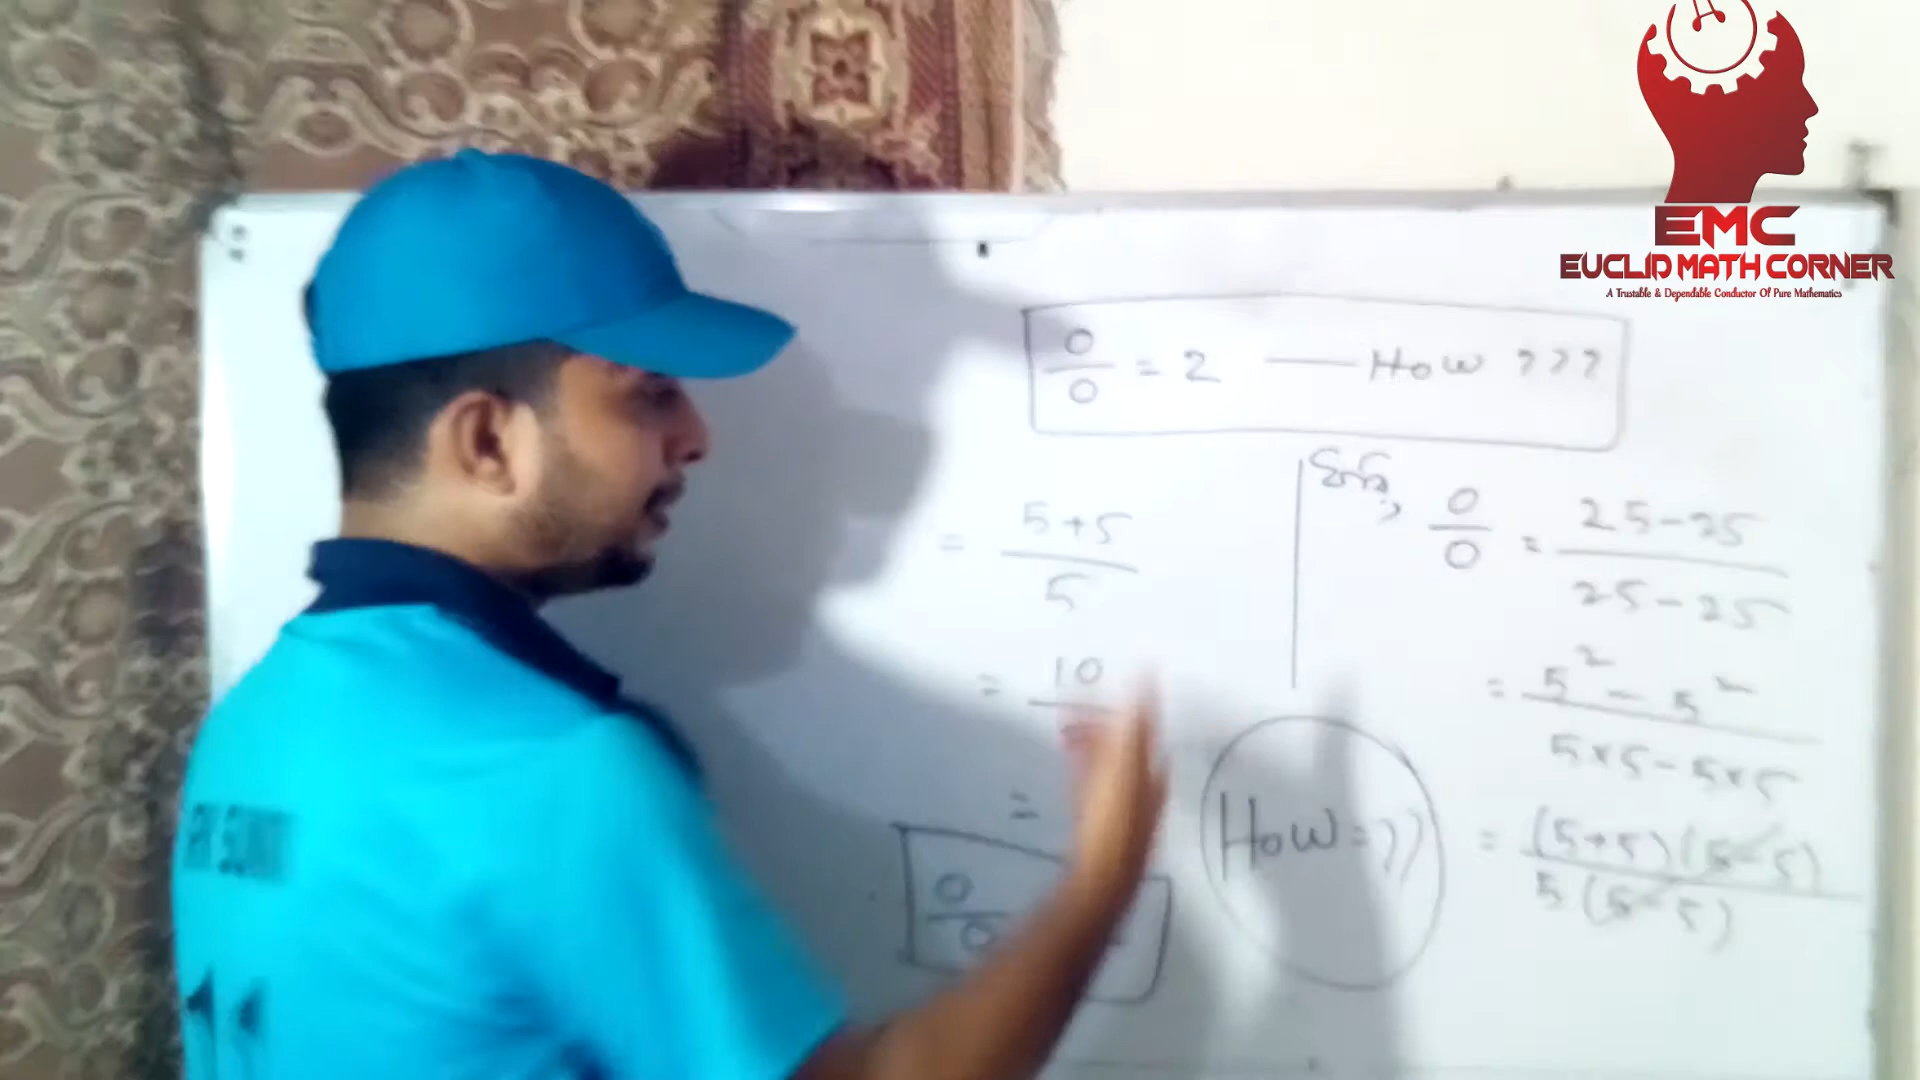 EMC
EUCLID MATH CORNER
A Trustable & Dependable Conductor Of Pure Mathematics
0/0 = 2 — How ???
= 5+5/5
= 10
=
0/0
0/0 = 25-25/25-25
= 5² - 5²/5×5-5×5
= (5+5)(5-5)/5(5-5)
How = ??
11